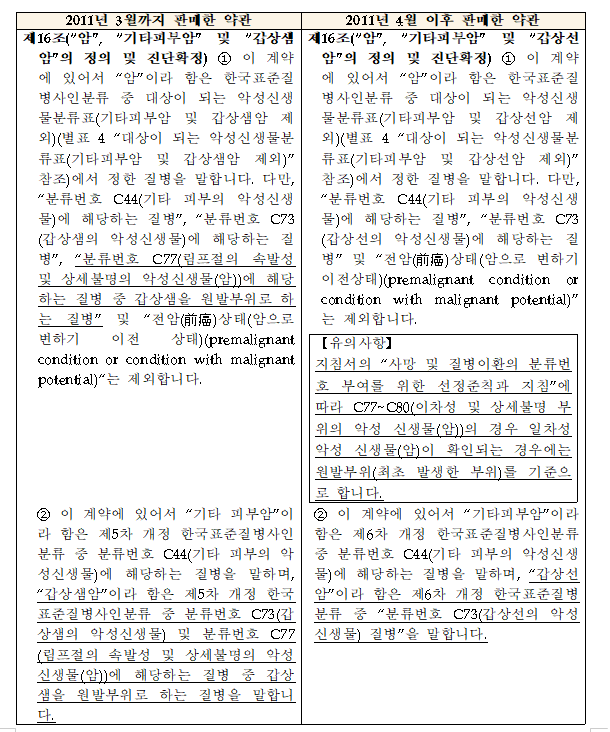 2011년 3월까지 판매한 약관
제16조("암", "기타피부암" 및 "갑상샘
암"의 정의 및 진단확정) ① 이 계약
에 있어서 "암"이라 함은 한국표준질
병사인분류 중 대상이 되는 악성신생
물분류표(기타피부암 및 갑상샘암 제
외)(별표 4 "대상이 되는 악성신생물분
류표(기타피부암 및 갑상샘암 제외)"
참조)에서 정한 질병을 말합니다. 다만,
"분류번호 C44(기타 피부의 악성신생
물)에 해당하는 질병", "분류번호 C73
(갑상샘의 악성신생물)에 해당하는 질
병", "분류번호 C77(림프절의 속발성
및 상세불명의 악성신생물(암))에 해당
하는 질병 중 갑상샘을 원발부위로 하
는 질병" 및 "전암(前癌)상태(암으로
변하기 이전 상태)(premalignant
condition or condition with malignant
potential)"는 제외합니다.
② 이 계약에 있어서 "기타 피부암"이
라 함은 제5차 개정 한국표준질병사인
분류 중 분류번호 C44(기타 피부의 악
성신생물)에 해당하는 질병을 말하며,
"갑상샘암"이라 함은 제5차 개정 한국
표준질병사인분류 중 분류번호 C73(갑
상샘의 악성신생물) 및 분류번호 C77
(림프절의 속발성 및 상세불명의 악성
신생물(암))에 해당하는 질병 중 갑상
샘을 원발부위로 하는 질병을 말합니
다.
2011년 4월 이후 판매한 약관
제16조("암", "기타피부암" 및 "갑상선
암"의 정의 및 진단확정) ① 이 계약
에 있어서 "암"이라 함은 한국표준질
병사인분류 중 대상이 되는 악성신생
물분류표(기타피부암 및 갑상선암 제
외)(별표 4 "대상이 되는 악성신생물분
류표(기타피부암 및 갑상선암 제외)"
참조)에서 정한 질병을 말합니다. 다만,
"분류번호 C44(기타 피부의 악성신생
물)에 해당하는 질병", "분류번호 C73
(갑상선의 악성신생물)에 해당하는 질
병" 및 "전암(前癌)상태(암으로 변하기
이전상태)(premalignant condition or
condition with malignant potential)"
는 제외합니다.
【유의사항】
지침서의 "사망 및 질병이환의 분류번
호 부여를 위한 선정준칙과 지침"에
따라 C77~C80(이차성 및 상세불명 부
위의 악성 신생물(암))의 경우 일차성
악성 신생물(암)이 확인되는 경우에는
원발부위(최초 발생한 부위)를 기준으
로 합니다.
② 이 계약에 있어서 "기타피부암"이라
함은 제6차 개정 한국표준질병사인분류
중 분류번호 C44(기타 피부의 악성신생
물)에 해당하는 질병을 말하며, "갑상선
암"이라 함은 제6차 개정 한국표준질병
분류 중 "분류번호 C73(갑상선의 악성
신생물) 질병"을 말합니다.